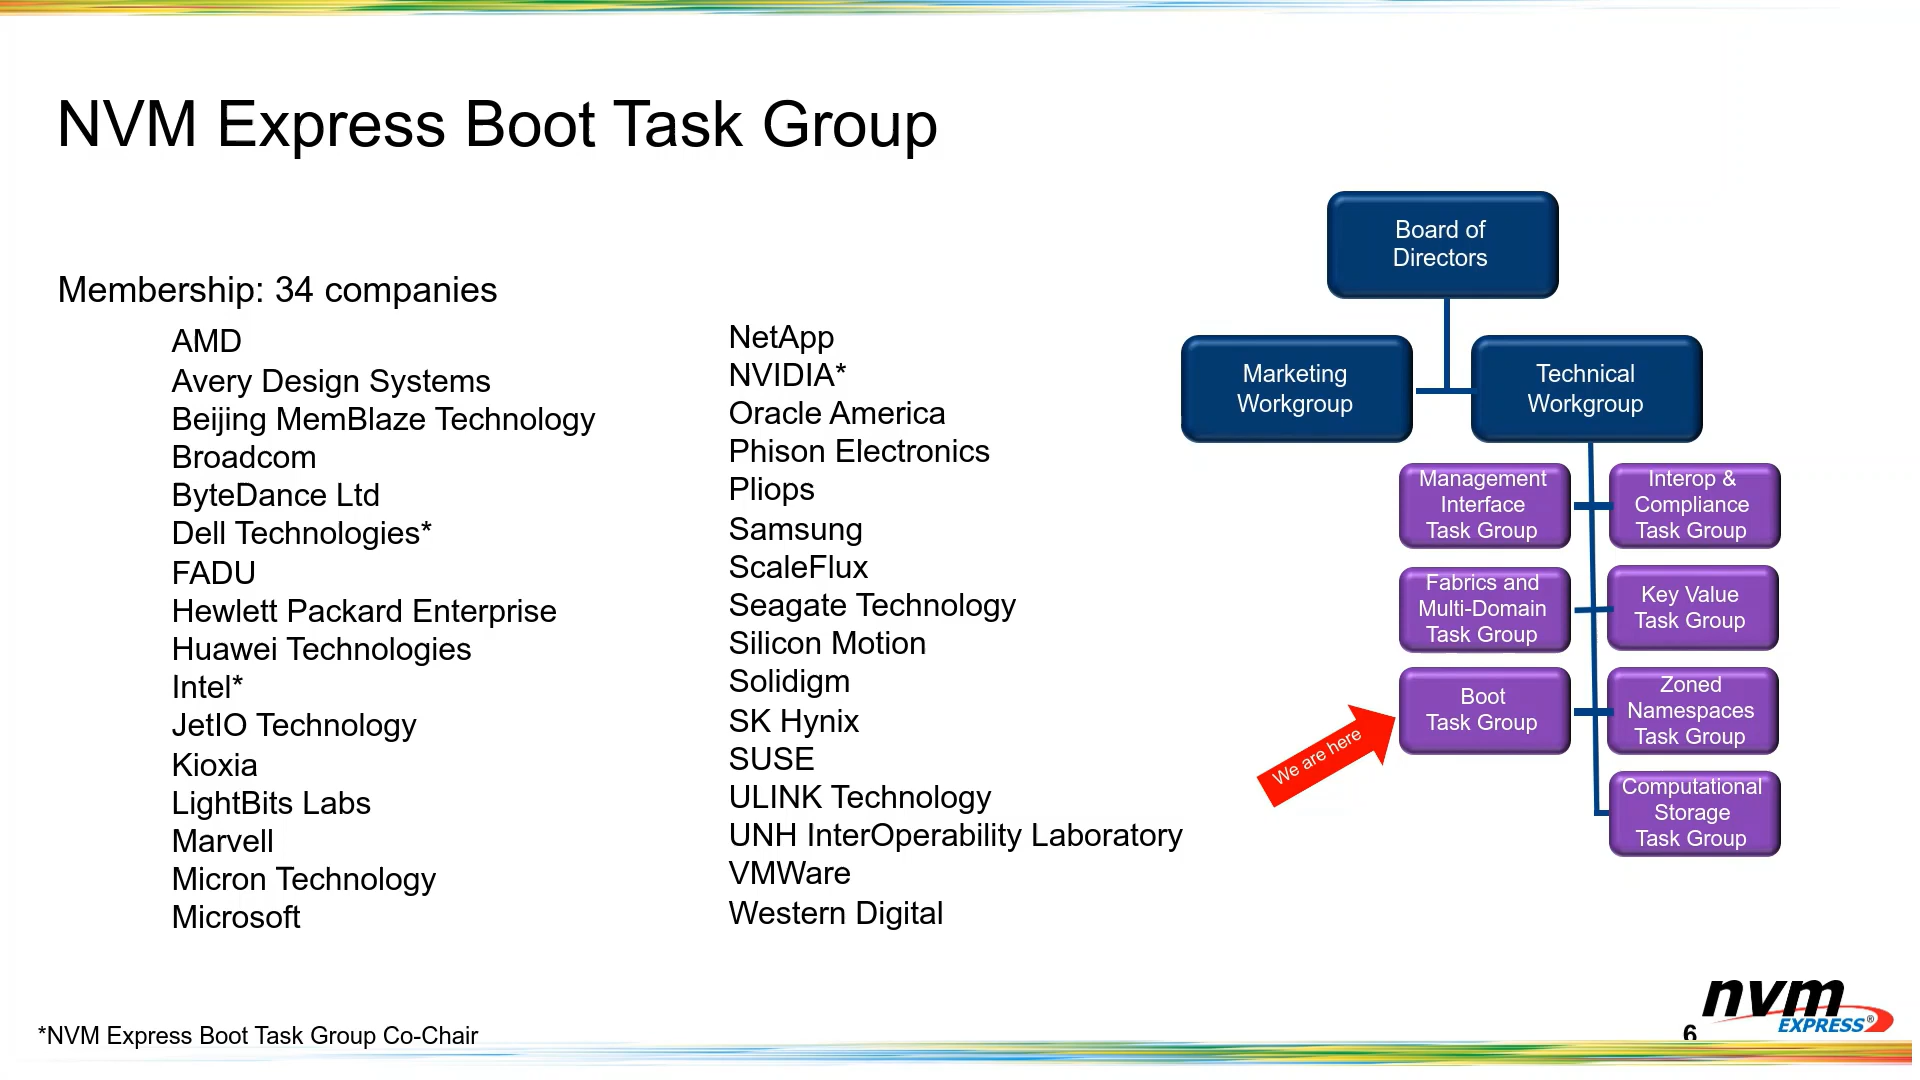 NVM Express Boot Task Group
Membership: 34 companies
AMD
Avery Design Systems
Beijing MemBlaze Technology
Broadcom
ByteDance Ltd
Dell Technologies*
FADU
Hewlett Packard Enterprise
Huawei Technologies
Intel*
JetIO Technology
Kioxia
LightBits Labs
Marvell
Micron Technology
Microsoft
NetApp
NVIDIA*
Oracle America
Phison Electronics
Pliops
Samsung
ScaleFlux
Seagate Technology
Silicon Motion
Solidigm
SK Hynix
SUSE
ULINK Technology
UNH InterOperability Laboratory
VMWare
Western Digital
Board of
Directors
Marketing
Workgroup
Technical
Workgroup
Management
Interface
Task Group
Interop &
Compliance
Task Group
Fabrics and
Multi-Domain
Task Group
Key Value
Task Group
Boot
Task Group
Zoned
Namespaces
Task Group
Computational
Storage
Task Group
We are here
*NVM Express Boot Task Group Co-Chair
6
nvm
EXPRESS®